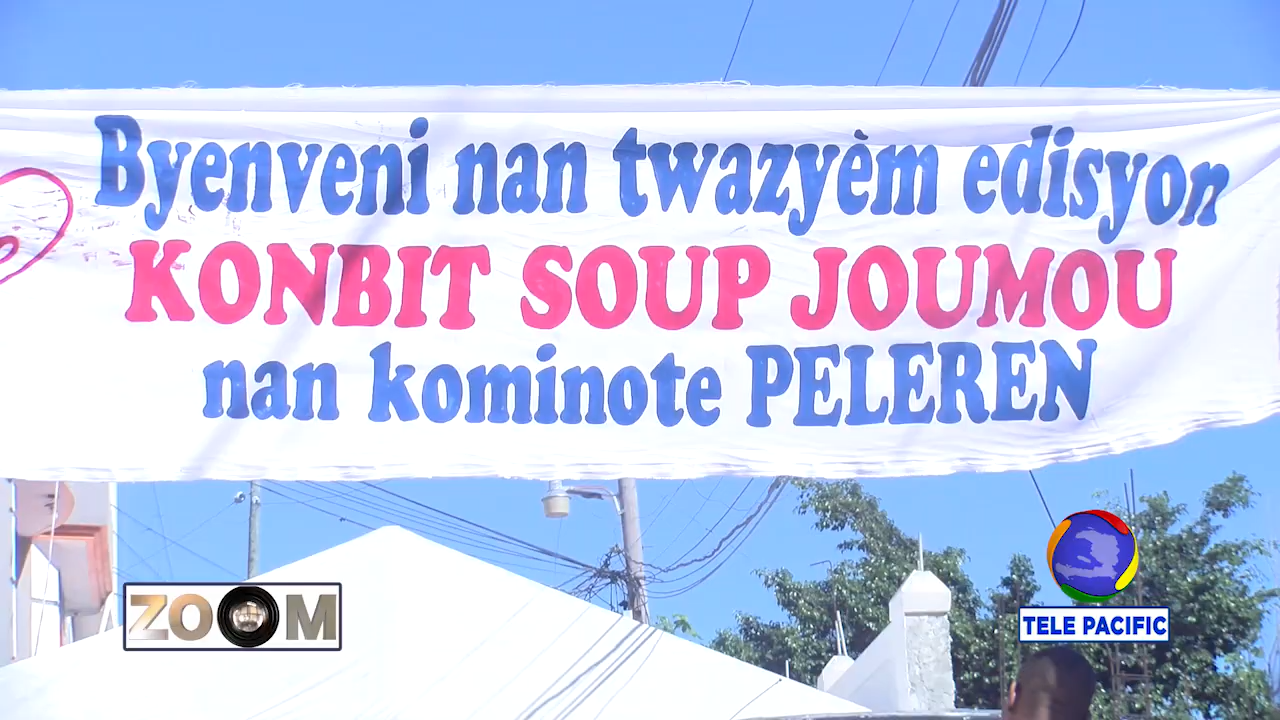 Byenveni nan twazyèm edisyon
KONBIT SOUP JOUMOU
nan kominote PELEREN
ZOOM
TELE PACIFIC